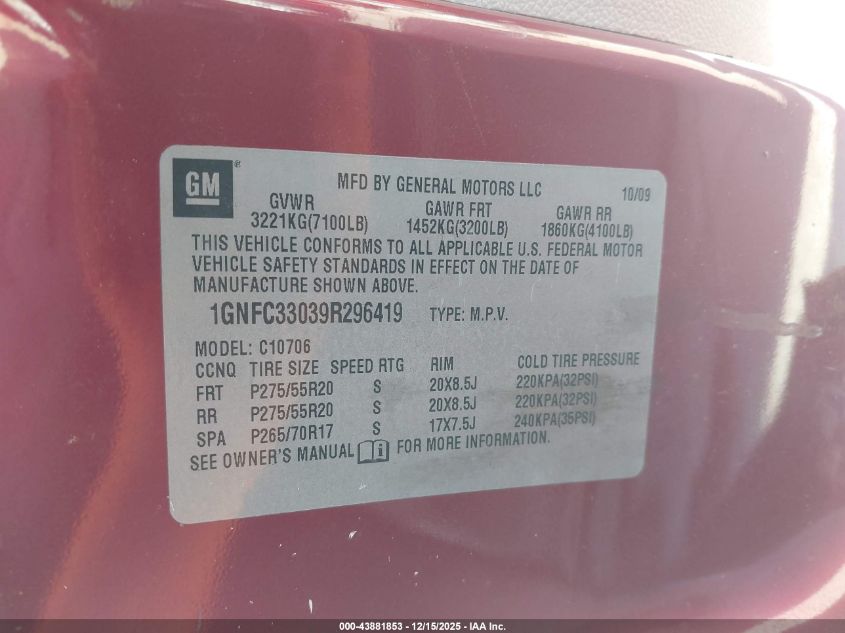 GM ®
MFD BY GENERAL MOTORS LLC 10/09
GVWR GAWR FRT GAWR RR
3221KG(7100LB) 1452KG(3200LB) 1860KG(4100LB)
THIS VEHICLE CONFORMS TO ALL APPLICABLE U.S. FEDERAL MOTOR
VEHICLE SAFETY STANDARDS IN EFFECT ON THE DATE OF
MANUFACTURE SHOWN ABOVE.
1GNFC33039R296419 TYPE: M.P.V.
MODEL: C10706
CCNQ TIRE SIZE SPEED RTG RIM COLD TIRE PRESSURE
FRT P275/55R20 S 20X8.5J 220KPA(32PSI)
RR P275/55R20 S 20X8.5J 220KPA(32PSI)
SPA P265/70R17 S 17X7.5J 240KPA(35PSI)
SEE OWNER'S MANUAL i FOR MORE INFORMATION.
000-43881853 - 12/15/2025 - IAA Inc.